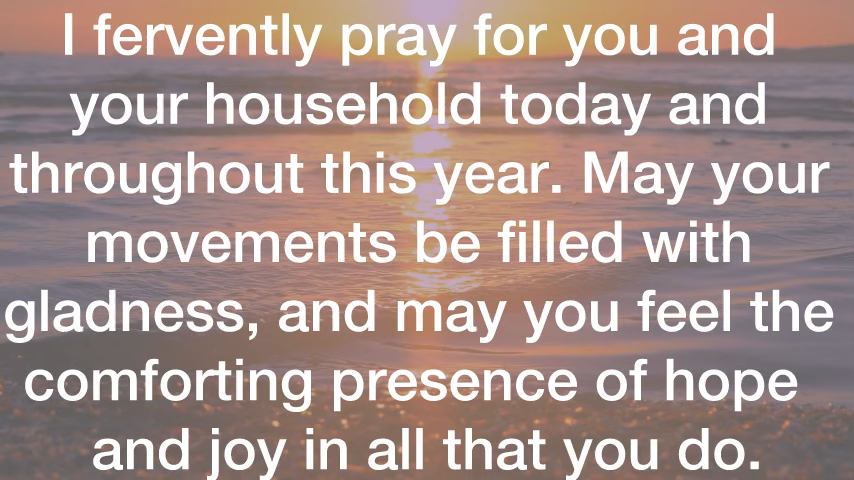 I fervently pray for you and
your household today and
throughout this year. May your
movements be filled with
gladness, and may you feel the
comforting presence of hope
and joy in all that you do.